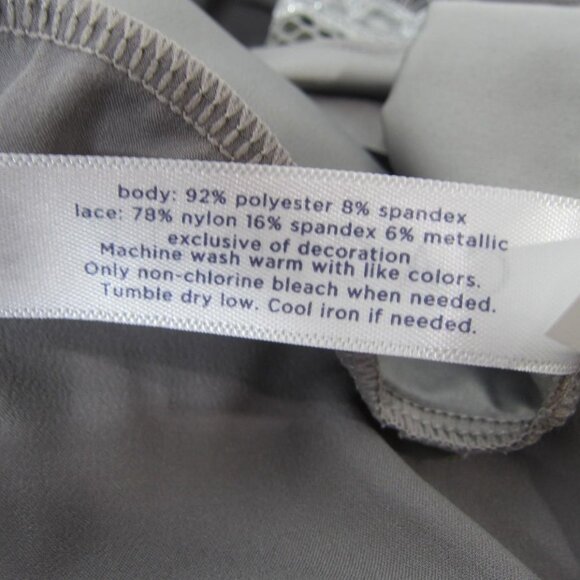 body: 92% polyester 8% spandex
lace: 78% nylon 16% spandex 6% metallic
exclusive of decoration
Machine wash warm with like colors.
Only non-chlorine bleach when needed.
Tumble dry low. Cool iron if needed.